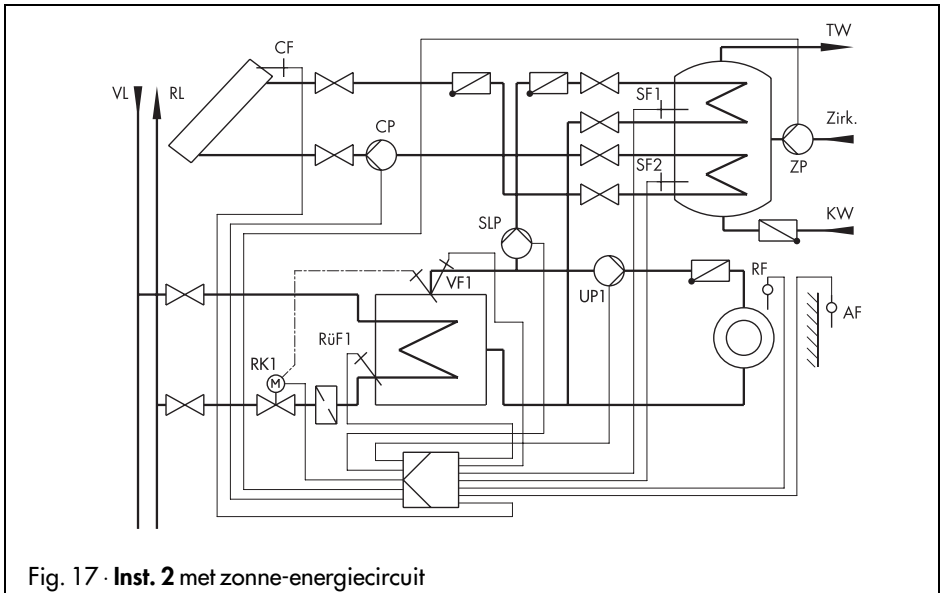 TW
CF
VL
RL
SF1
Zirk.
CP
ZP
SF2
KW
SLP
RF
VF1
UP1
AF
RüF1
RK1
M
Fig. 17 · Inst. 2 met zonne-energiecircuit